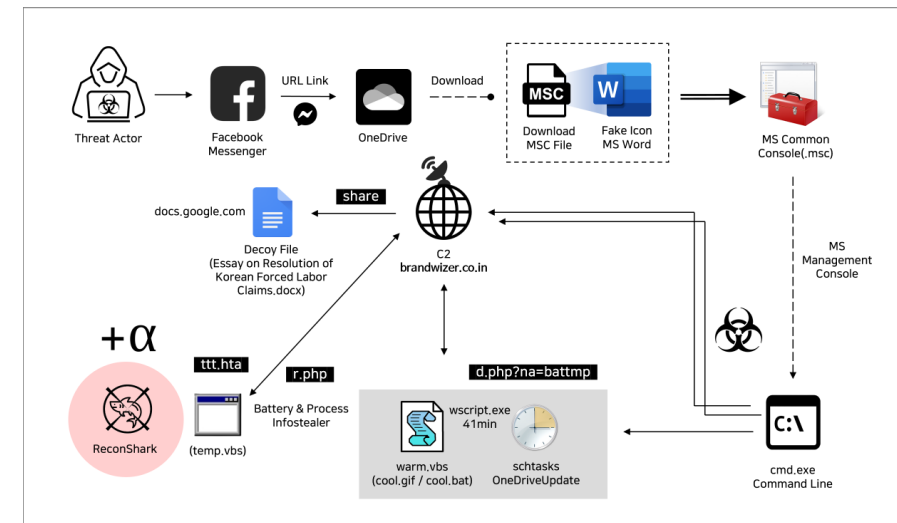 Threat Actor
Facebook
Messenger
URL Link
OneDrive
Download
MSC
W
Download
MSC File
Fake Icon
MS Word
MS Common
Console(.msc)
share
docs.google.com
Decoy File
(Essay on Resolution of
Korean Forced Labor
Claims.docx)
C2
brandwizer.co.in
MS
Management
Console
+α
ReconShark
ttt.hta
(temp.vbs)
r.php
Battery & Process
Infostealer
d.php?na=battmp
wscript.exe
41min
warm.vbs
(cool.gif / cool.bat)
schtasks
OneDriveUpdate
C:\
cmd.exe
Command Line